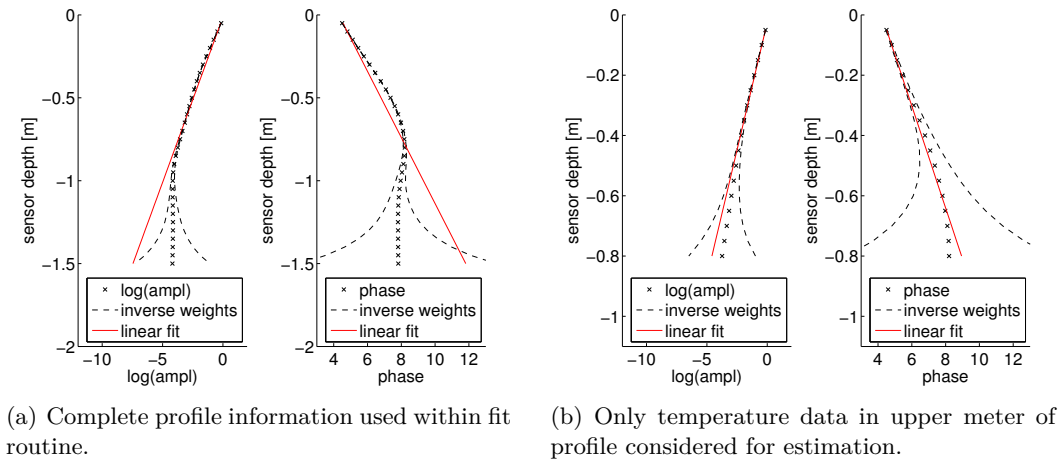 0
−0.5
−1
−1.5
−2
sensor depth [m]
−10
−5
0
log(ampl)
log(ampl)
inverse weights
linear fit
0
−0.5
−1
−1.5
−2
sensor depth [m]
4
6
8
10
12
phase
phase
inverse weights
linear fit
0
−0.2
−0.4
−0.6
−0.8
−1
sensor depth [m]
−10
−5
0
log(ampl)
log(ampl)
inverse weights
linear fit
0
−0.2
−0.4
−0.6
−0.8
−1
sensor depth [m]
4
6
8
10
12
phase
phase
inverse weights
linear fit
(a) Complete profile information used within fit
routine.
(b) Only temperature data in upper meter of
profile considered for estimation.